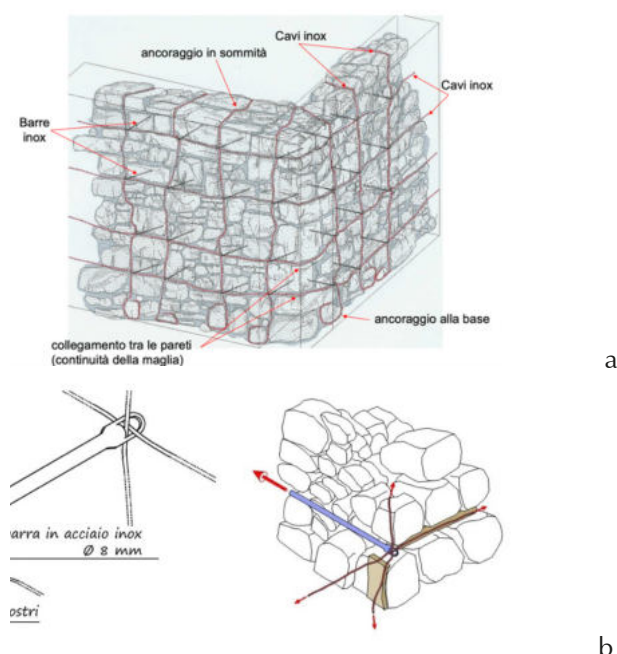 Cavi inox
ancoraggio in sommità
Cavi inox
Barre
inox
ancoraggio alla base
collegamento tra le pareti
(continuità della maglia)
a
arra in acciaio inox
Ø 8 mm
ostri
b